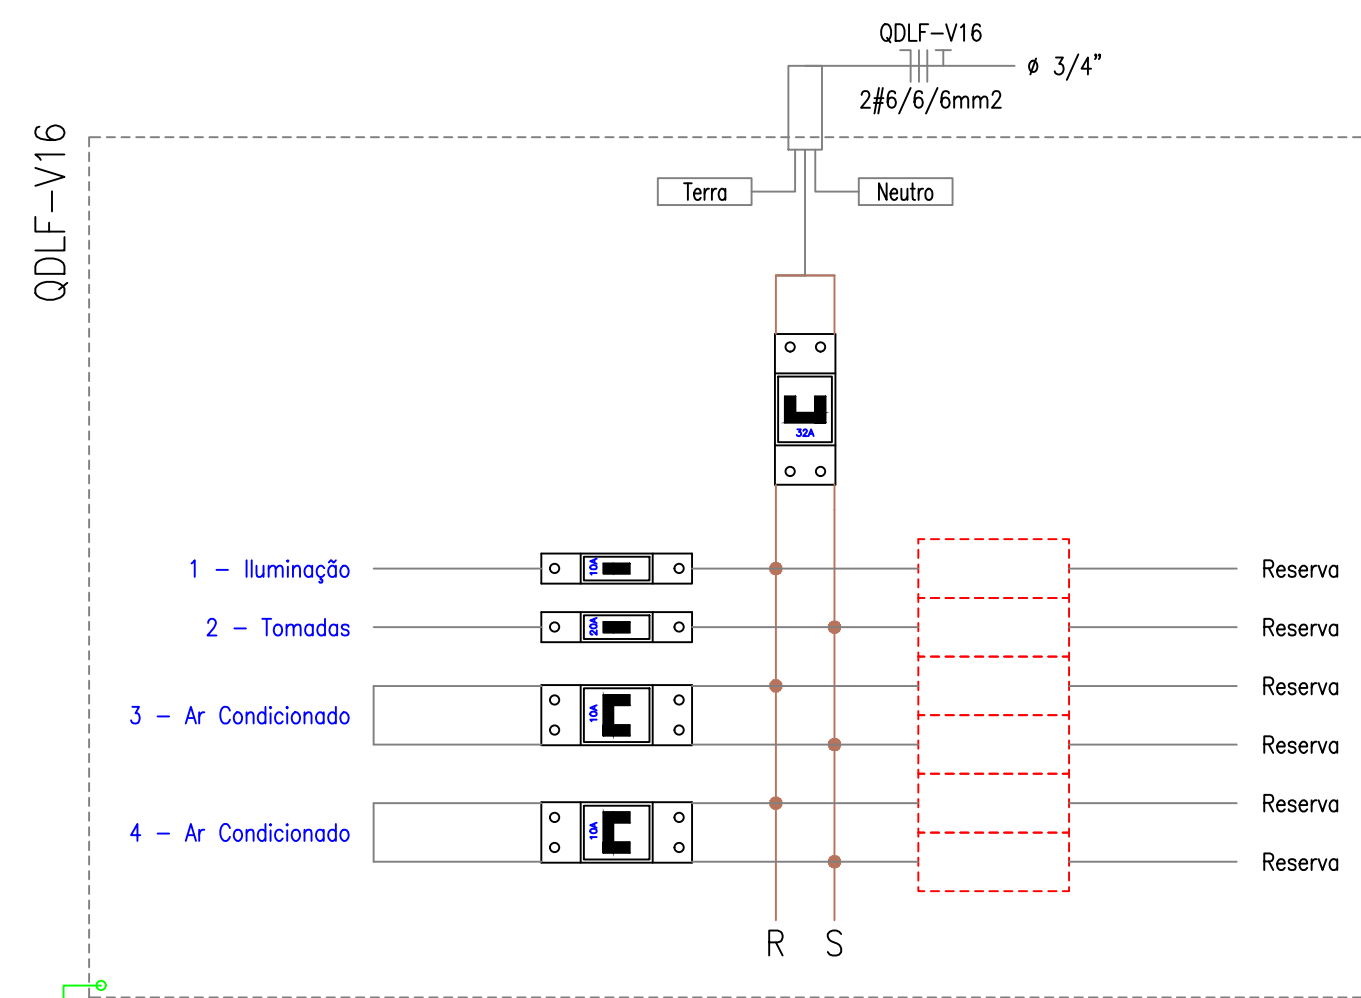 QDLF-V16
ø 3/4"
2#6/6/6mm2
QDLF-V16
Terra
Neutro
32A
1 - Iluminação
10A
Reserva
2 - Tomadas
20A
Reserva
3 - Ar Condicionado
10A
Reserva
Reserva
4 - Ar Condicionado
10A
Reserva
Reserva
R
S